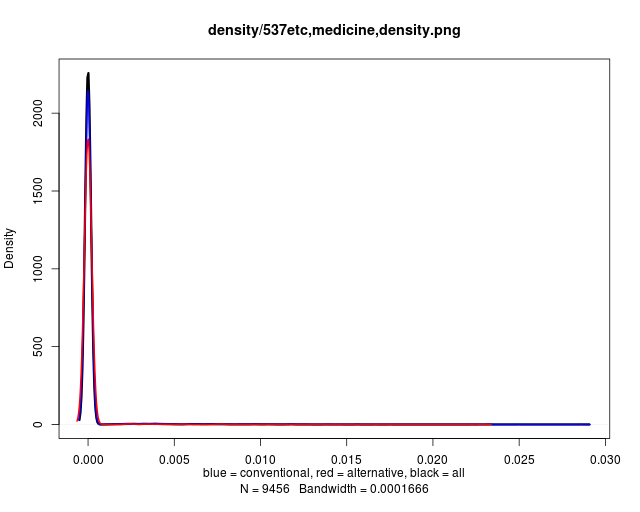 density/537etc,medicine,density.png
Density
2000
1500
1000
500
0
0.000 0.005 0.010 0.015 0.020 0.025 0.030
blue = conventional, red = alternative, black = all
N = 9456 Bandwidth = 0.0001666